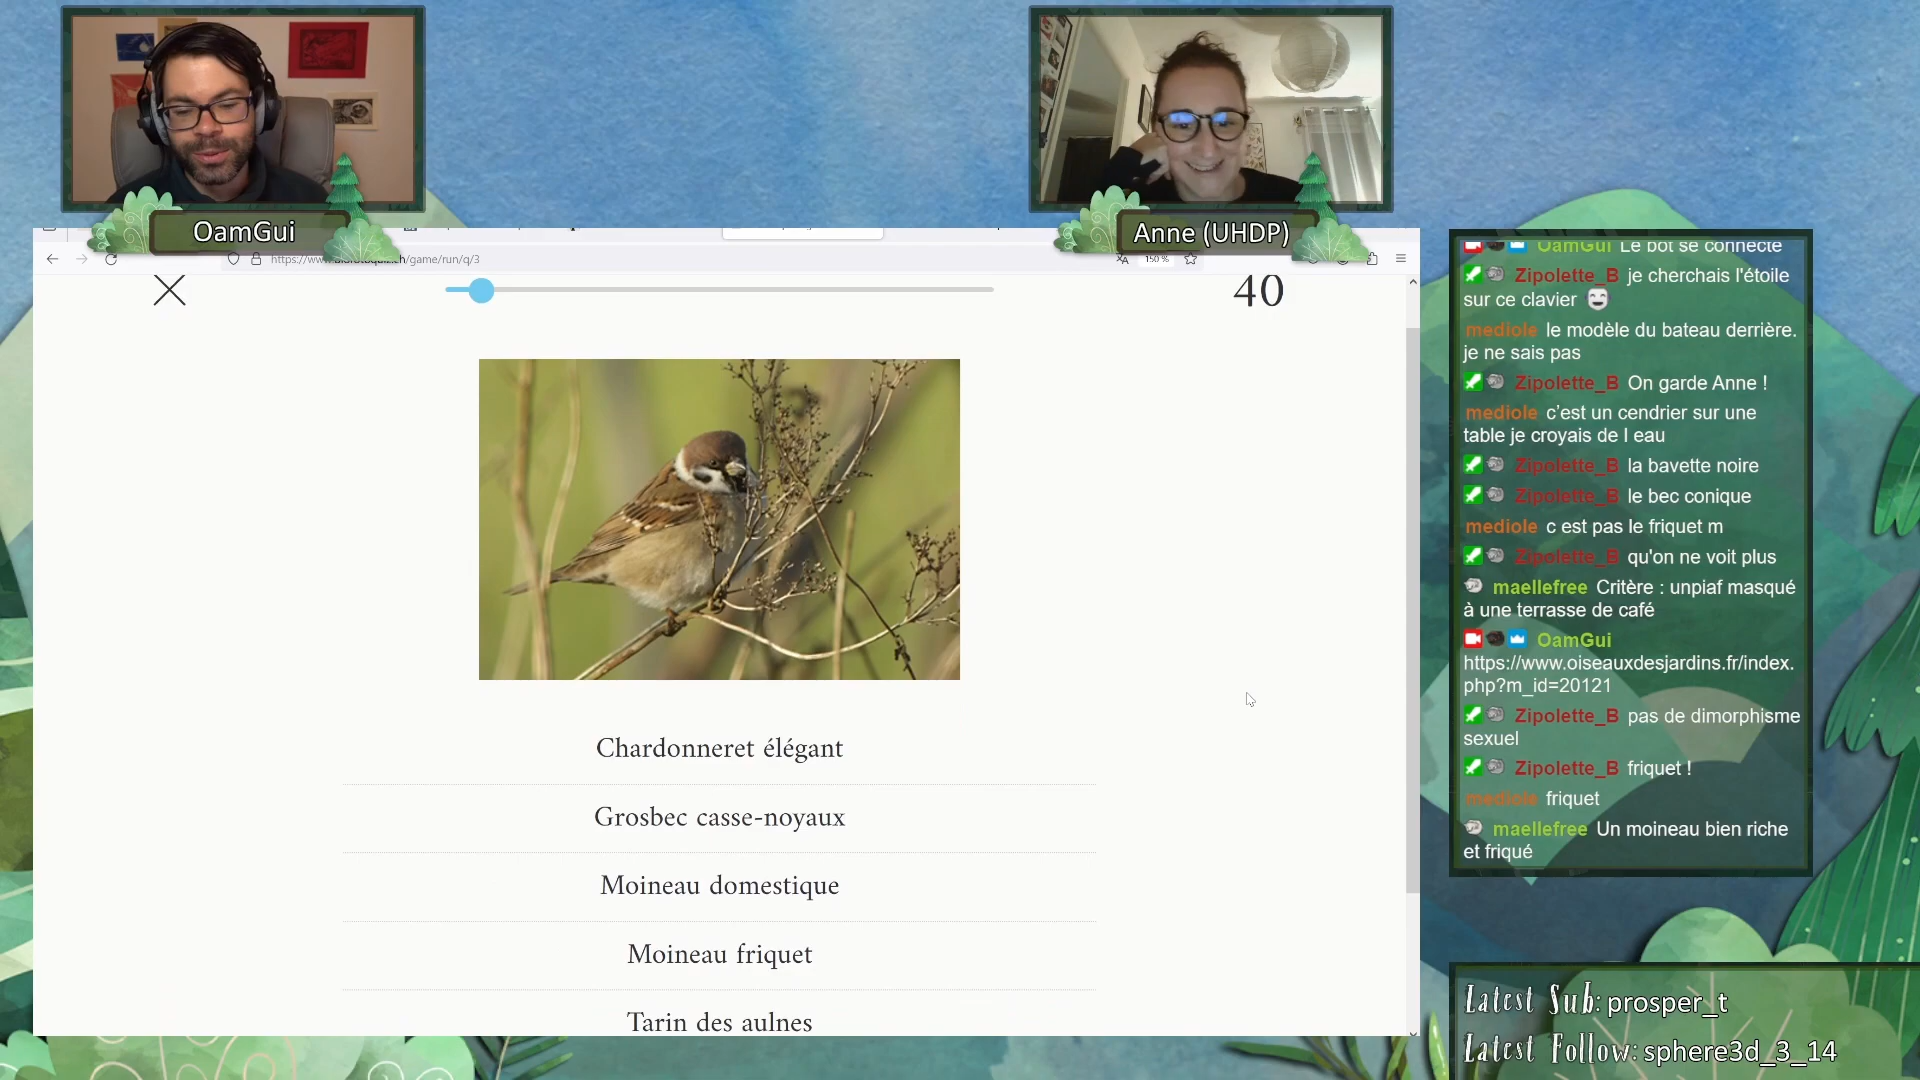 OamGui
Anne (UHDP)
150 %
40
Chardonneret élégant
Grosbec casse-noyaux
Moineau domestique
Moineau friquet
Tarin des aulnes
OamGui Le bot se connecte
Zipolette_B je cherchais l'étoile
sur ce clavier
mediole le modèle du bateau derrière.
je ne sais pas
Zipolette_B On garde Anne !
mediole c'est un cendrier sur une
table je croyais de l eau
Zipolette_B la bavette noire
Zipolette_B le bec conique
mediole c est pas le friquet m
Zipolette_B qu'on ne voit plus
maellefree Critère : unpiaf masqué
à une terrasse de café
OamGui
https://www.oiseauxdesjardins.fr/index.
php?m_id=20121
Zipolette_B pas de dimorphisme
sexuel
Zipolette_B friquet !
mediole friquet
maellefree Un moineau bien riche
et friqué
Latest Sub: prosper_t
Latest Follow: sphere3d_3_14